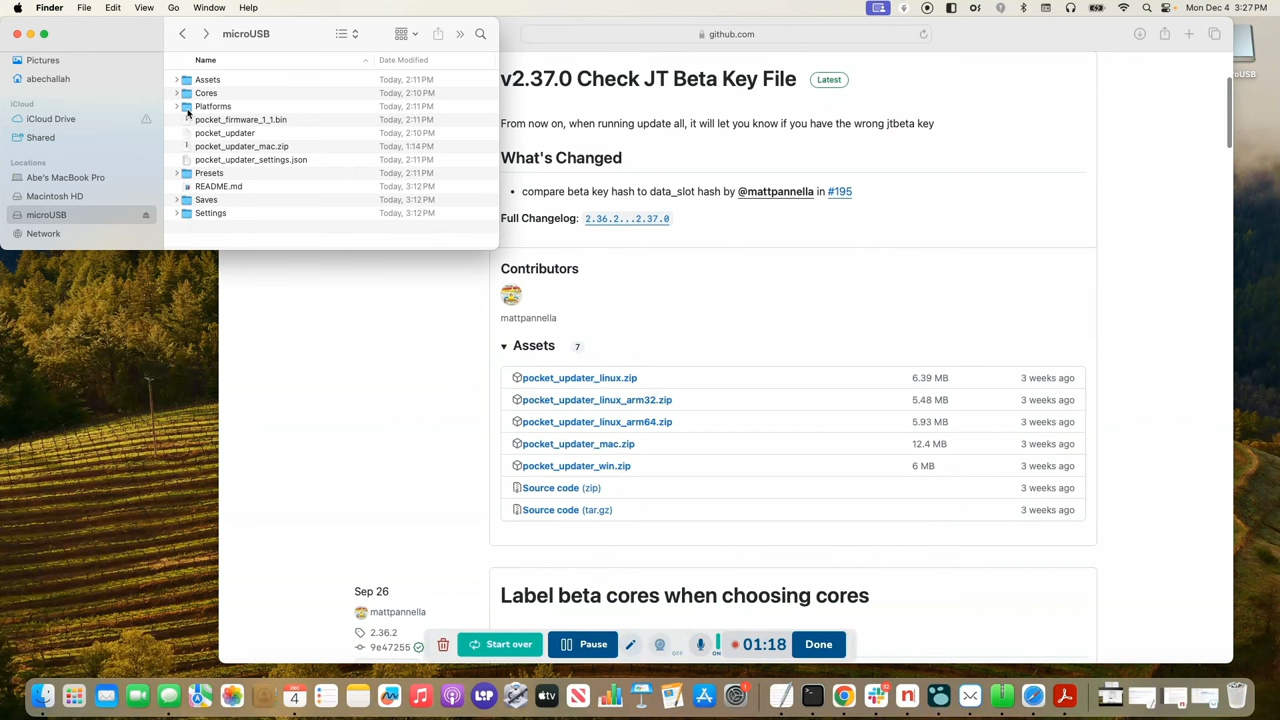 Finder File Edit View Go Window Help
Mon Dec 4 3:27 PM
microUSB
github.com
Pictures
abechallah
iCloud
iCloud Drive
Shared
Locations
Abe's MacBook Pro
Macintosh HD
microUSB
Network
Name Date Modified
Assets Today, 2:11 PM
Cores Today, 2:10 PM
Platforms Today, 2:11 PM
pocket_firmware_1_1.bin Today, 2:11 PM
pocket_updater Today, 2:10 PM
pocket_updater_mac.zip Today, 1:14 PM
pocket_updater_settings.json Today, 2:11 PM
Presets Today, 2:11 PM
README.md Today, 3:12 PM
Saves Today, 3:12 PM
Settings Today, 3:12 PM
v2.37.0 Check JT Beta Key File Latest
From now on, when running update all, it will let you know if you have the wrong jtbeta key
What's Changed
compare beta key hash to data_slot hash by @mattpannella in #195
Full Changelog: 2.36.2...2.37.0
Contributors
mattpannella
Assets 7
pocket_updater_linux.zip 6.39 MB 3 weeks ago
pocket_updater_linux_arm32.zip 5.48 MB 3 weeks ago
pocket_updater_linux_arm64.zip 5.93 MB 3 weeks ago
pocket_updater_mac.zip 12.4 MB 3 weeks ago
pocket_updater_win.zip 6 MB 3 weeks ago
Source code (zip) 3 weeks ago
Source code (tar.gz) 3 weeks ago
Sep 26
mattpannella
2.36.2
9e47255
Label beta cores when choosing cores
Start over Pause OFF ON 01:18 Done